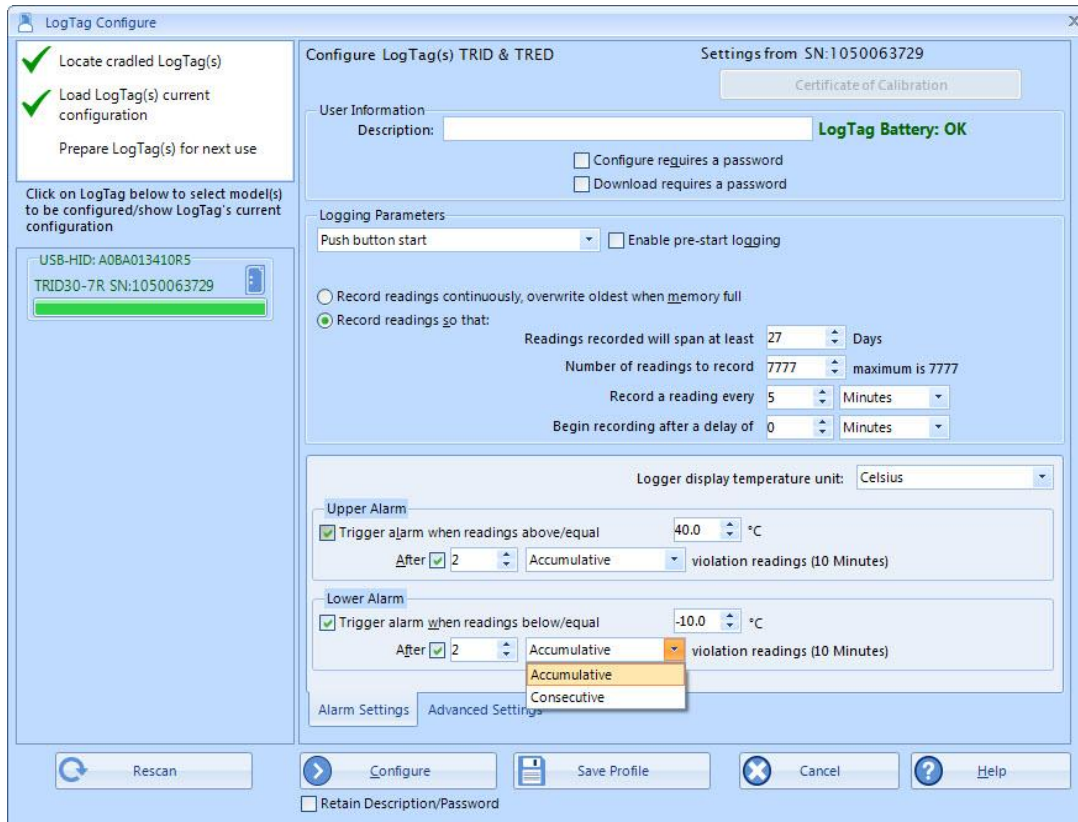 LogTag Configure
Locate cradled LogTag(s)
Load LogTag(s) current
configuration
Prepare LogTag(s) for next use
Click on LogTag below to select model(s)
to be configured/show LogTag's current
configuration
USB-HID: A0BA013410R5
TRID30-7R SN:1050063729
Configure LogTag(s) TRID & TRED
Settings from SN:1050063729
Certificate of Calibration
User Information
Description:
LogTag Battery: OK
Configure requires a password
Download requires a password
Logging Parameters
Push button start
Enable pre-start logging
Record readings continuously, overwrite oldest when memory full
Record readings so that:
Readings recorded will span at least 27 Days
Number of readings to record 7777 maximum is 7777
Record a reading every 5 Minutes
Begin recording after a delay of 0 Minutes
Logger display temperature unit: Celsius
Upper Alarm
Trigger alarm when readings above/equal 40.0 °C
After 2 Accumulative violation readings (10 Minutes)
Lower Alarm
Trigger alarm when readings below/equal -10.0 °C
After 2 Accumulative violation readings (10 Minutes)
Accumulative
Consecutive
Alarm Settings Advanced Settings
Rescan
Configure
Save Profile
Cancel
Help
Retain Description/Password